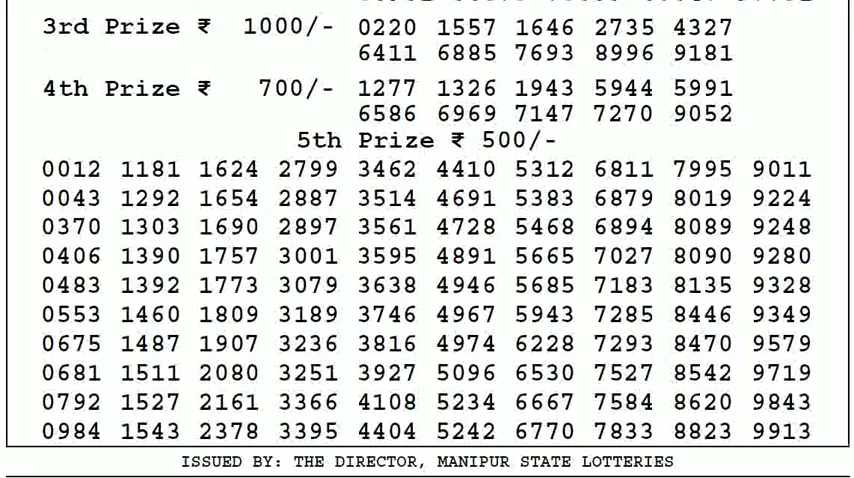 3rd Prize ₹ 1000/- 0220 1557 1646 2735 4327
6411 6885 7693 8996 9181
4th Prize ₹ 700/- 1277 1326 1943 5944 5991
6586 6969 7147 7270 9052
5th Prize ₹ 500/-
0012 1181 1624 2799 3462 4410 5312 6811 7995 9011
0043 1292 1654 2887 3514 4691 5383 6879 8019 9224
0370 1303 1690 2897 3561 4728 5468 6894 8089 9248
0406 1390 1757 3001 3595 4891 5665 7027 8090 9280
0483 1392 1773 3079 3638 4946 5685 7183 8135 9328
0553 1460 1809 3189 3746 4967 5943 7285 8446 9349
0675 1487 1907 3236 3816 4974 6228 7293 8470 9579
0681 1511 2080 3251 3927 5096 6530 7527 8542 9719
0792 1527 2161 3366 4108 5234 6667 7584 8620 9843
0984 1543 2378 3395 4404 5242 6770 7833 8823 9913
ISSUED BY: THE DIRECTOR, MANIPUR STATE LOTTERIES